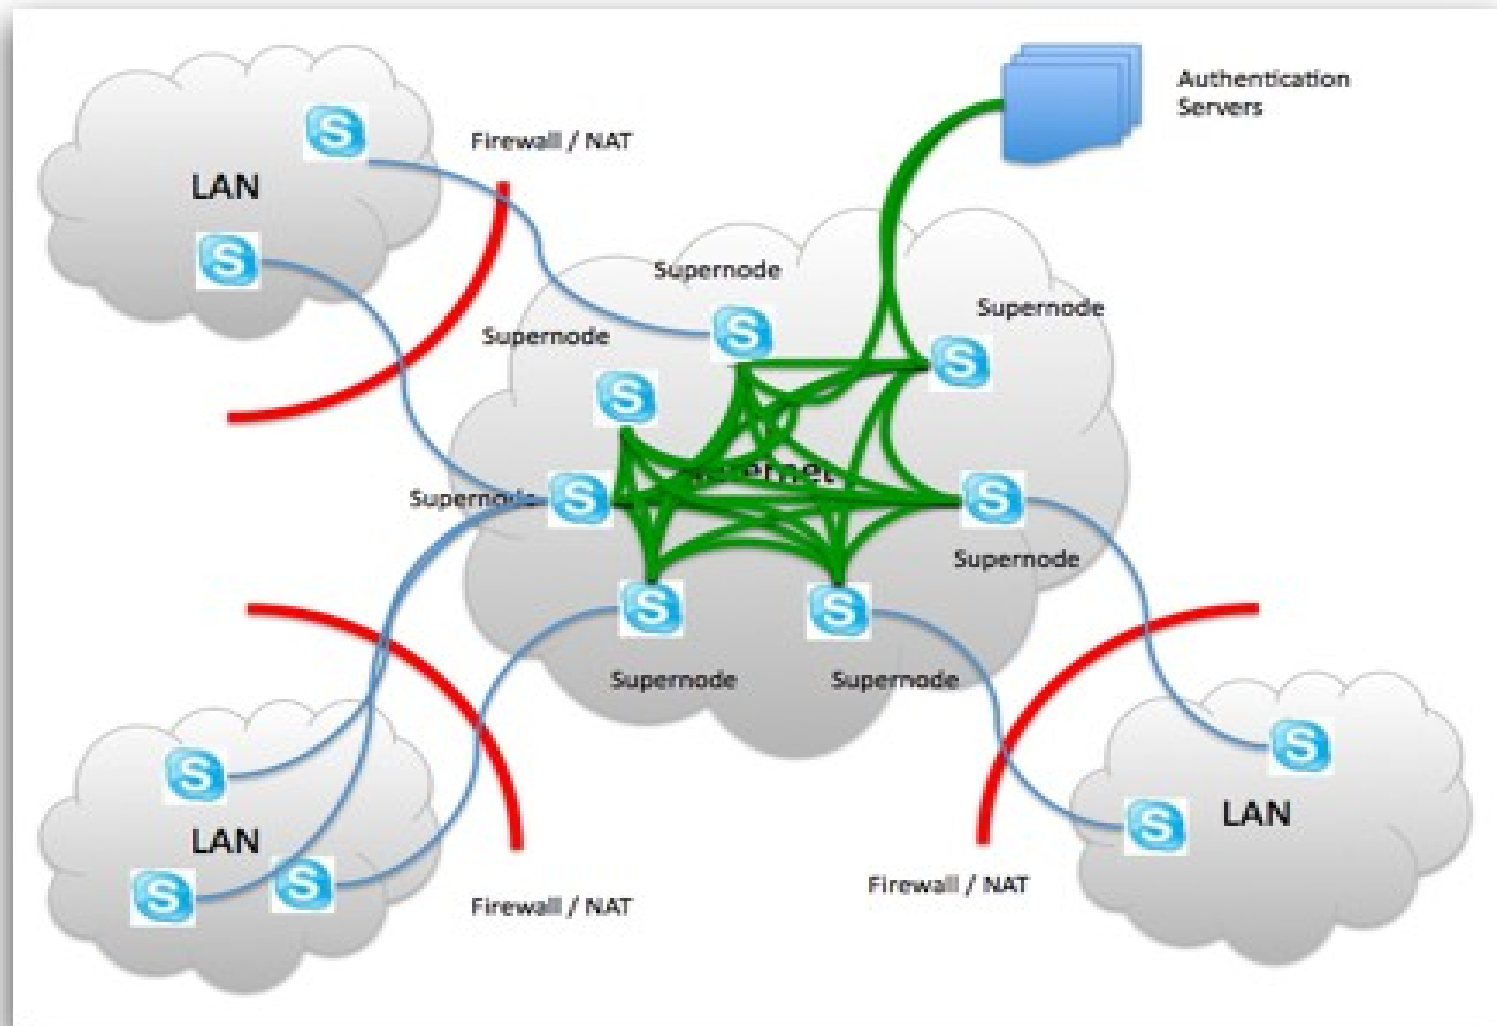 Authentication
Servers
Firewall / NAT
LAN
Supernode
Supernode
Supernode
Supernode
Supernode
Supernode
Supernode
LAN
Firewall / NAT
LAN
Firewall / NAT